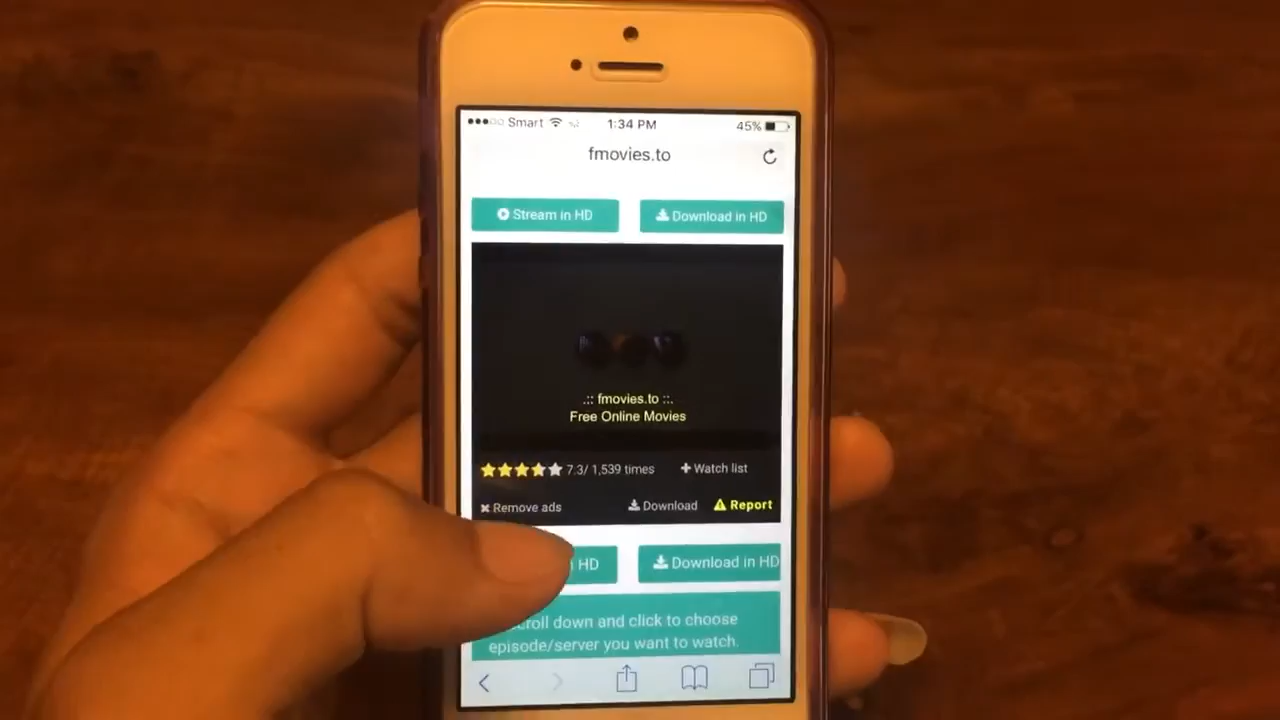 Smart 1:34 PM 45%
fmovies.to
Stream in HD Download in HD
.:: fmovies.to ::.
Free Online Movies
7.3/ 1,539 times Watch list
Remove ads Download Report
HD Download in HD
roll down and click to choose
episode/server you want to watch.